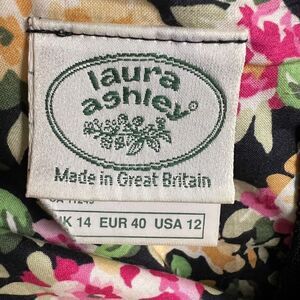 laura
ashley®
Made in Great Britain
UK 14 EUR 40 USA 12